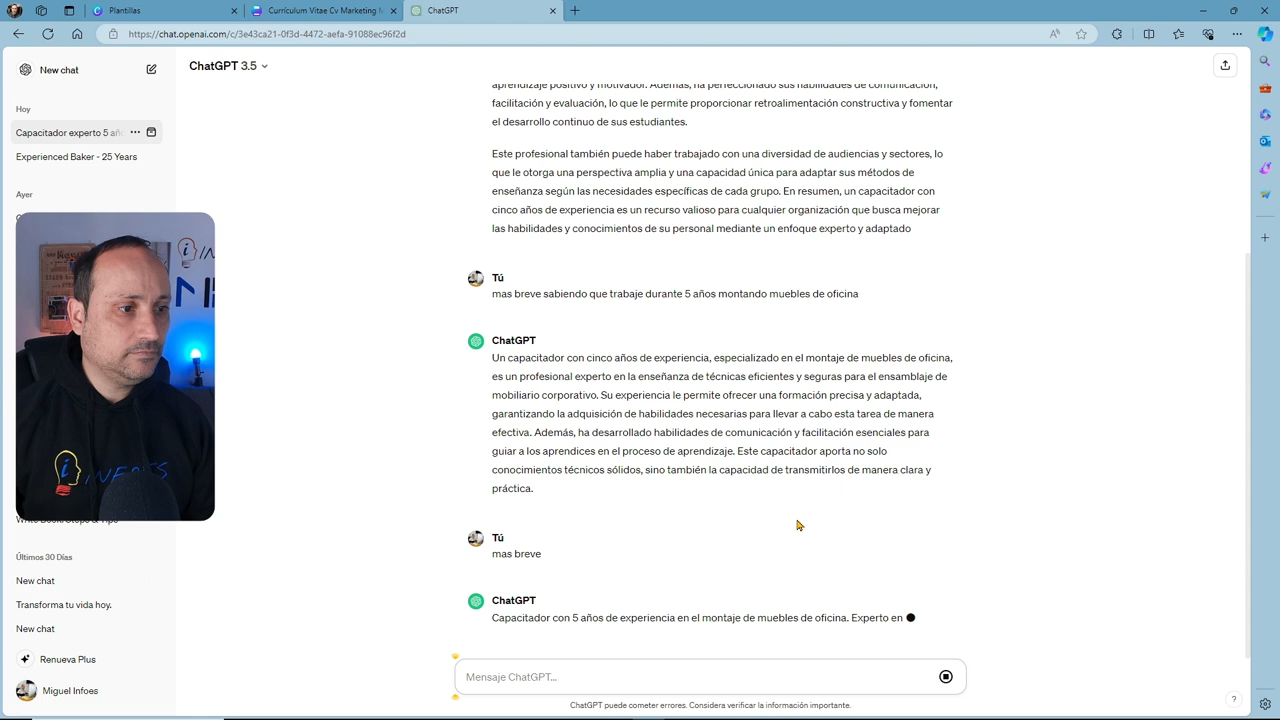 Plantillas
Currículum Vitae Cv Marketing M
ChatGPT
https://chat.openai.com/c/3e43ca21-0f3d-4472-aefa-91088ec96f2d
New chat
ChatGPT 3.5
Hoy
Capacitador experto 5 añ
Experienced Baker - 25 Years
Ayer
aprendizaje positivo y motivador. Además, ha perfeccionado sus habilidades de comunicación,
facilitación y evaluación, lo que le permite proporcionar retroalimentación constructiva y fomentar
el desarrollo continuo de sus estudiantes.
Este profesional también puede haber trabajado con una diversidad de audiencias y sectores, lo
que le otorga una perspectiva amplia y una capacidad única para adaptar sus métodos de
enseñanza según las necesidades específicas de cada grupo. En resumen, un capacitador con
cinco años de experiencia es un recurso valioso para cualquier organización que busca mejorar
las habilidades y conocimientos de su personal mediante un enfoque experto y adaptado
Tú
mas breve sabiendo que trabaje durante 5 años montando muebles de oficina
ChatGPT
Un capacitador con cinco años de experiencia, especializado en el montaje de muebles de oficina,
es un profesional experto en la enseñanza de técnicas eficientes y seguras para el ensamblaje de
mobiliario corporativo. Su experiencia le permite ofrecer una formación precisa y adaptada,
garantizando la adquisición de habilidades necesarias para llevar a cabo esta tarea de manera
efectiva. Además, ha desarrollado habilidades de comunicación y facilitación esenciales para
guiar a los aprendices en el proceso de aprendizaje. Este capacitador aporta no solo
conocimientos técnicos sólidos, sino también la capacidad de transmitirlos de manera clara y
práctica.
Tú
mas breve
ChatGPT
Capacitador con 5 años de experiencia en el montaje de muebles de oficina. Experto en
INFOES
Últimos 30 Días
New chat
Transforma tu vida hoy.
New chat
Renueva Plus
Miguel Infoes
Mensaje ChatGPT...
ChatGPT puede cometer errores. Considera verificar la información importante.
?